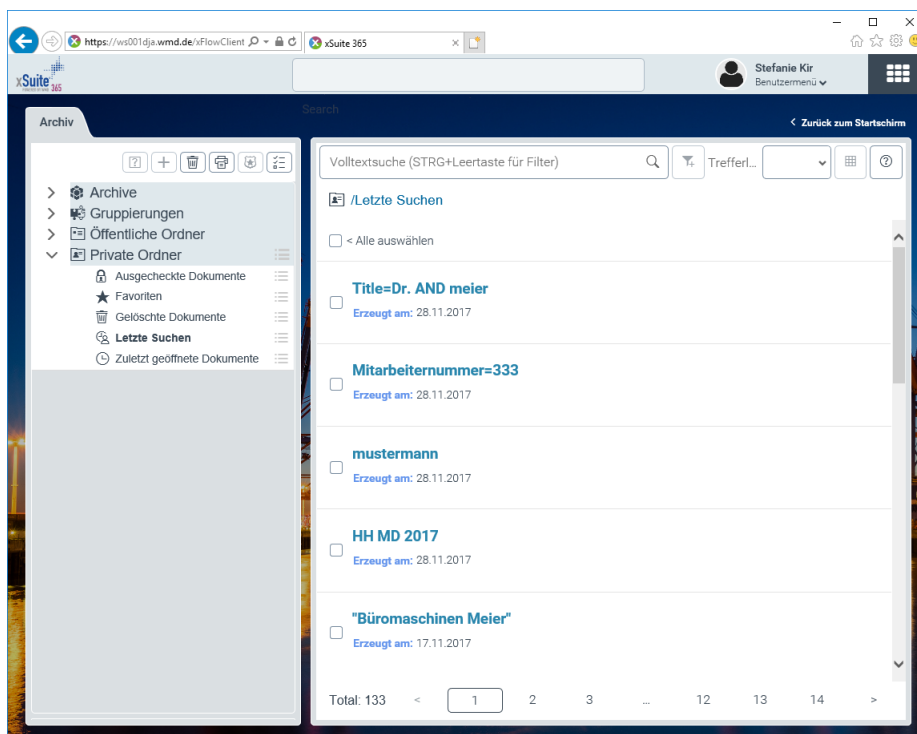 https://ws001dja.wmd.de/xFlowClient
xSuite 365
xSuite 365
Stefanie Kir
Benutzermenü
Search
Archiv
Zurück zum Startschirm
Archive
Gruppierungen
Öffentliche Ordner
Private Ordner
Ausgecheckte Dokumente
Favoriten
Gelöschte Dokumente
Letzte Suchen
Zuletzt geöffnete Dokumente
Volltextsuche (STRG+Leertaste für Filter)
Trefferl...
/Letzte Suchen
< Alle auswählen
Title=Dr. AND meier
Erzeugt am: 28.11.2017
Mitarbeiternummer=333
Erzeugt am: 28.11.2017
mustermann
Erzeugt am: 28.11.2017
HH MD 2017
Erzeugt am: 28.11.2017
"Büromaschinen Meier"
Erzeugt am: 17.11.2017
Total: 133 < 1 2 3 ... 12 13 14 >